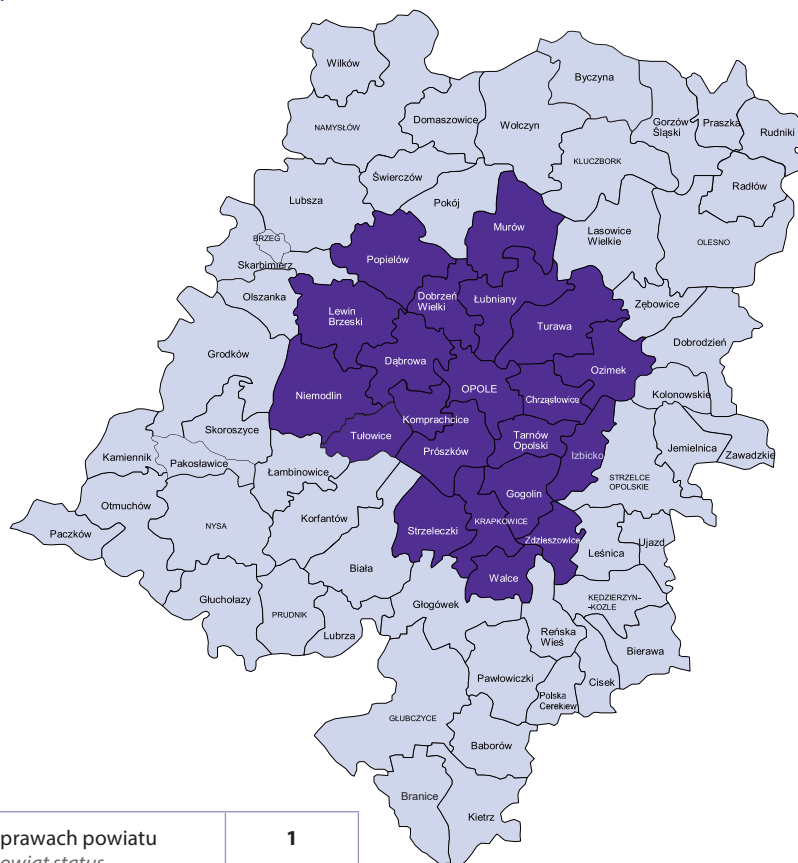 Wilków
Byczyna
NAMYSŁÓW
Domaszowice
Wołczyn
Gorzów
Śląski
Praszka
Rudniki
KLUCZBORK
Świerczów
Radłów
Lubsza
Pokój
Murów
Lasowice
Wielkie
OLESNO
BRZEG
Skarbimierz
Popielów
Olszanka
Lewin
Brzeski
Dobrzeń
Wielki
Łubniany
Turawa
Zębowice
Dobrodzień
Grodków
Dąbrowa
Ozimek
Niemodlin
OPOLE
Chrząstowice
Kolonowskie
Skoroszyce
Komprachcice
Tułowice
Tarnów
Opolski
Prószków
Izbicko
Jemielnica
Zawadzkie
Kamiennik
Pakosławice
Łambinowice
STRZELCE
OPOLSKIE
Otmuchów
Gogolin
Paczków
NYSA
Korfantów
Strzeleczki
KRAPKOWICE
Zdzieszowice
Leśnica
Ujazd
Biała
Walce
Głuchołazy
PRUDNIK
Głogówek
KĘDZIERZYN-
-KOZLE
Lubrza
Reńska
Wieś
Bierawa
Pawłowiczki
Cisek
Polska
Cerekiew
GŁUBCZYCE
Baborów
Branice
Kietrz
prawach powiatu
1
owiat status